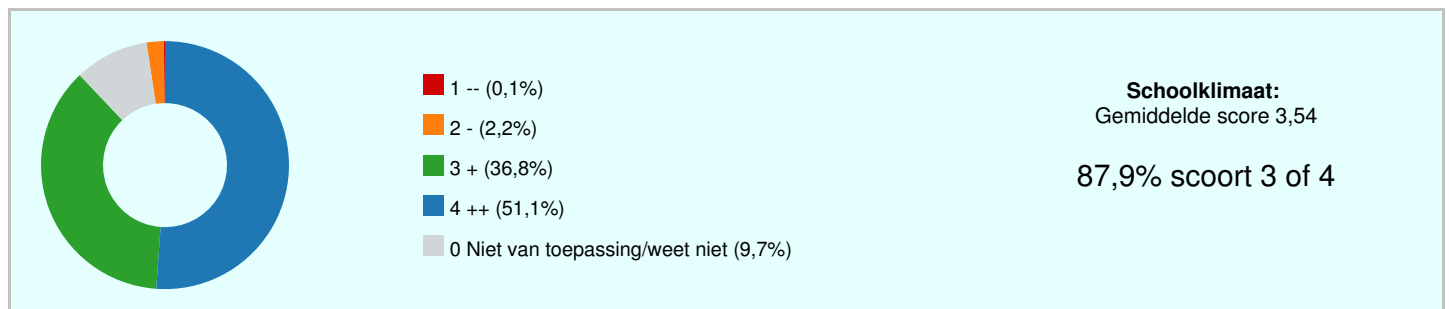 1 -- (0,1%)
2 - (2,2%)
3 + (36,8%)
4 ++ (51,1%)
0 Niet van toepassing/weet niet (9,7%)
Schoolklimaat:
Gemiddelde score 3,54
87,9% scoort 3 of 4